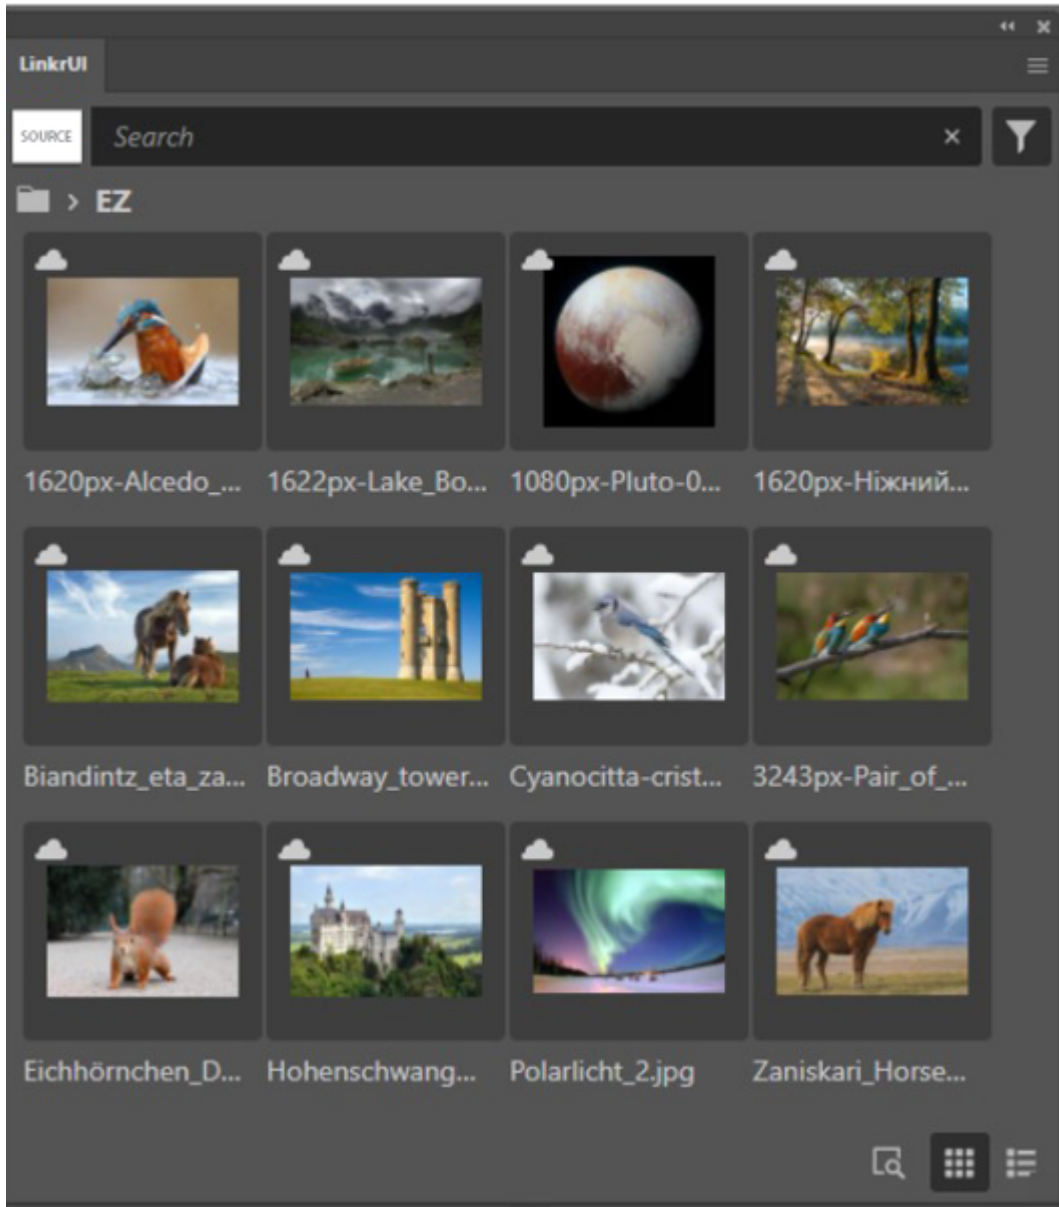 LinkrUI
SOURCE
Search
EZ
1620px-Alcedo_...
1622px-Lake_Bo...
1080px-Pluto-0...
1620px-Ніжний...
Biandintz_eta_za...
Broadway_tower...
Cyanocitta-crist...
3243px-Pair_of_...
Eichhörnchen_D...
Hohenschwang...
Polarlicht_2.jpg
Zaniskari_Horse...